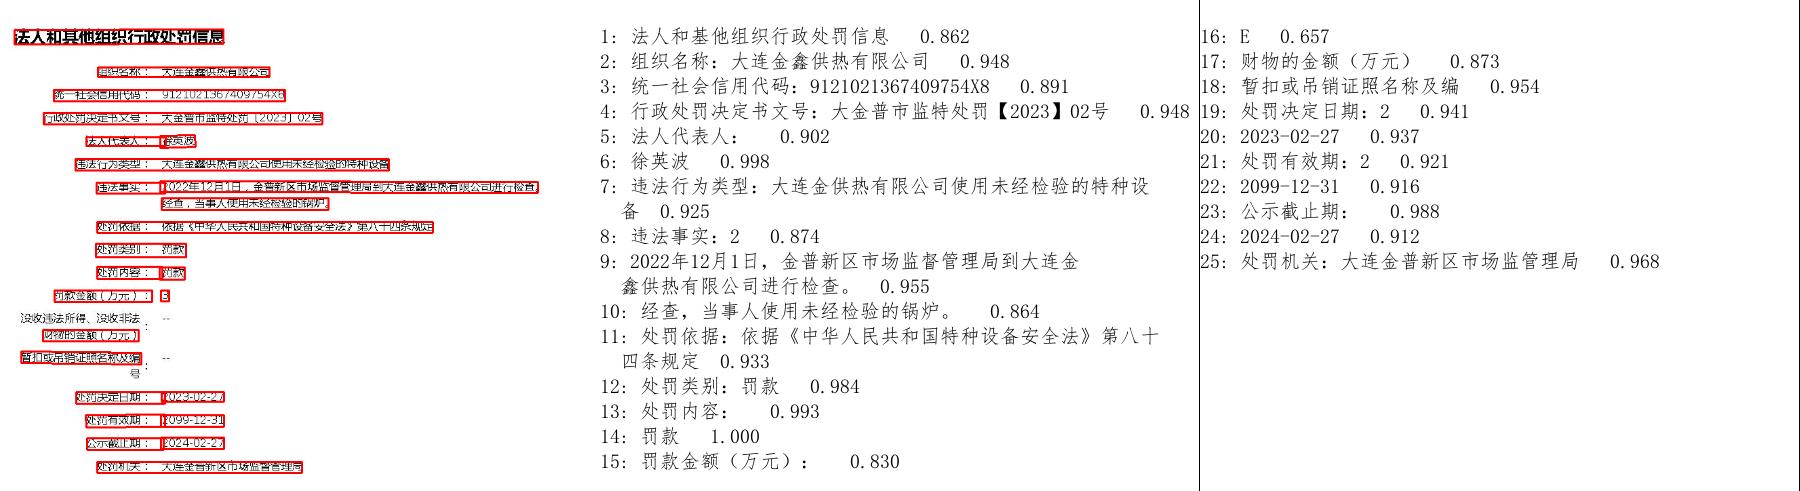 法人和其他组织行政处罚信息
组织名称： 大连金鑫供热有限公司
统一社会信用代码： 9121021367409754X8
行政处罚决定书文号： 大金普市监特处罚〔2023〕02号
法人代表人： 徐英波
违法行为类型： 大连金鑫供热有限公司使用未经检验的特种设备
违法事实： 2022年12月1日，金普新区市场监督管理局到大连金鑫供热有限公司进行检查。
经查，当事人使用未经检验的锅炉。
处罚依据： 依据《中华人民共和国特种设备安全法》第八十四条规定
处罚类别： 罚款
处罚内容： 罚款
罚款金额（万元）： 3
没收违法所得、没收非法
财物的金额（万元） ： --
暂扣或吊销证照名称及编
号 ： --
处罚决定日期： 2023-02-27
处罚有效期： 2099-12-31
公示截止期： 2024-02-27
处罚机关： 大连金普新区市场监督管理局
1: 法人和基他组织行政处罚信息 0.862
2: 组织名称: 大连金鑫供热有限公司 0.948
3: 统一社会信用代码: 9121021367409754X8 0.891
4: 行政处罚决定书文号: 大金普市监特处罚【2023】02号 0.948
5: 法人代表人: 0.902
6: 徐英波 0.998
7: 违法行为类型: 大连金供热有限公司使用未经检验的特种设
备 0.925
8: 违法事实: 2 0.874
9: 2022年12月1日，金普新区市场监督管理局到大连金
鑫供热有限公司进行检查。 0.955
10: 经查，当事人使用未经检验的锅炉。 0.864
11: 处罚依据: 依据《中华人民共和国特种设备安全法》第八十
四条规定 0.933
12: 处罚类别: 罚款 0.984
13: 处罚内容: 0.993
14: 罚款 1.000
15: 罚款金额（万元）: 0.830
16: E 0.657
17: 财物的金额（万元） 0.873
18: 暂扣或吊销证照名称及编 0.954
19: 处罚决定日期: 2 0.941
20: 2023-02-27 0.937
21: 处罚有效期: 2 0.921
22: 2099-12-31 0.916
23: 公示截止期: 0.988
24: 2024-02-27 0.912
25: 处罚机关: 大连金普新区市场监管理局 0.968